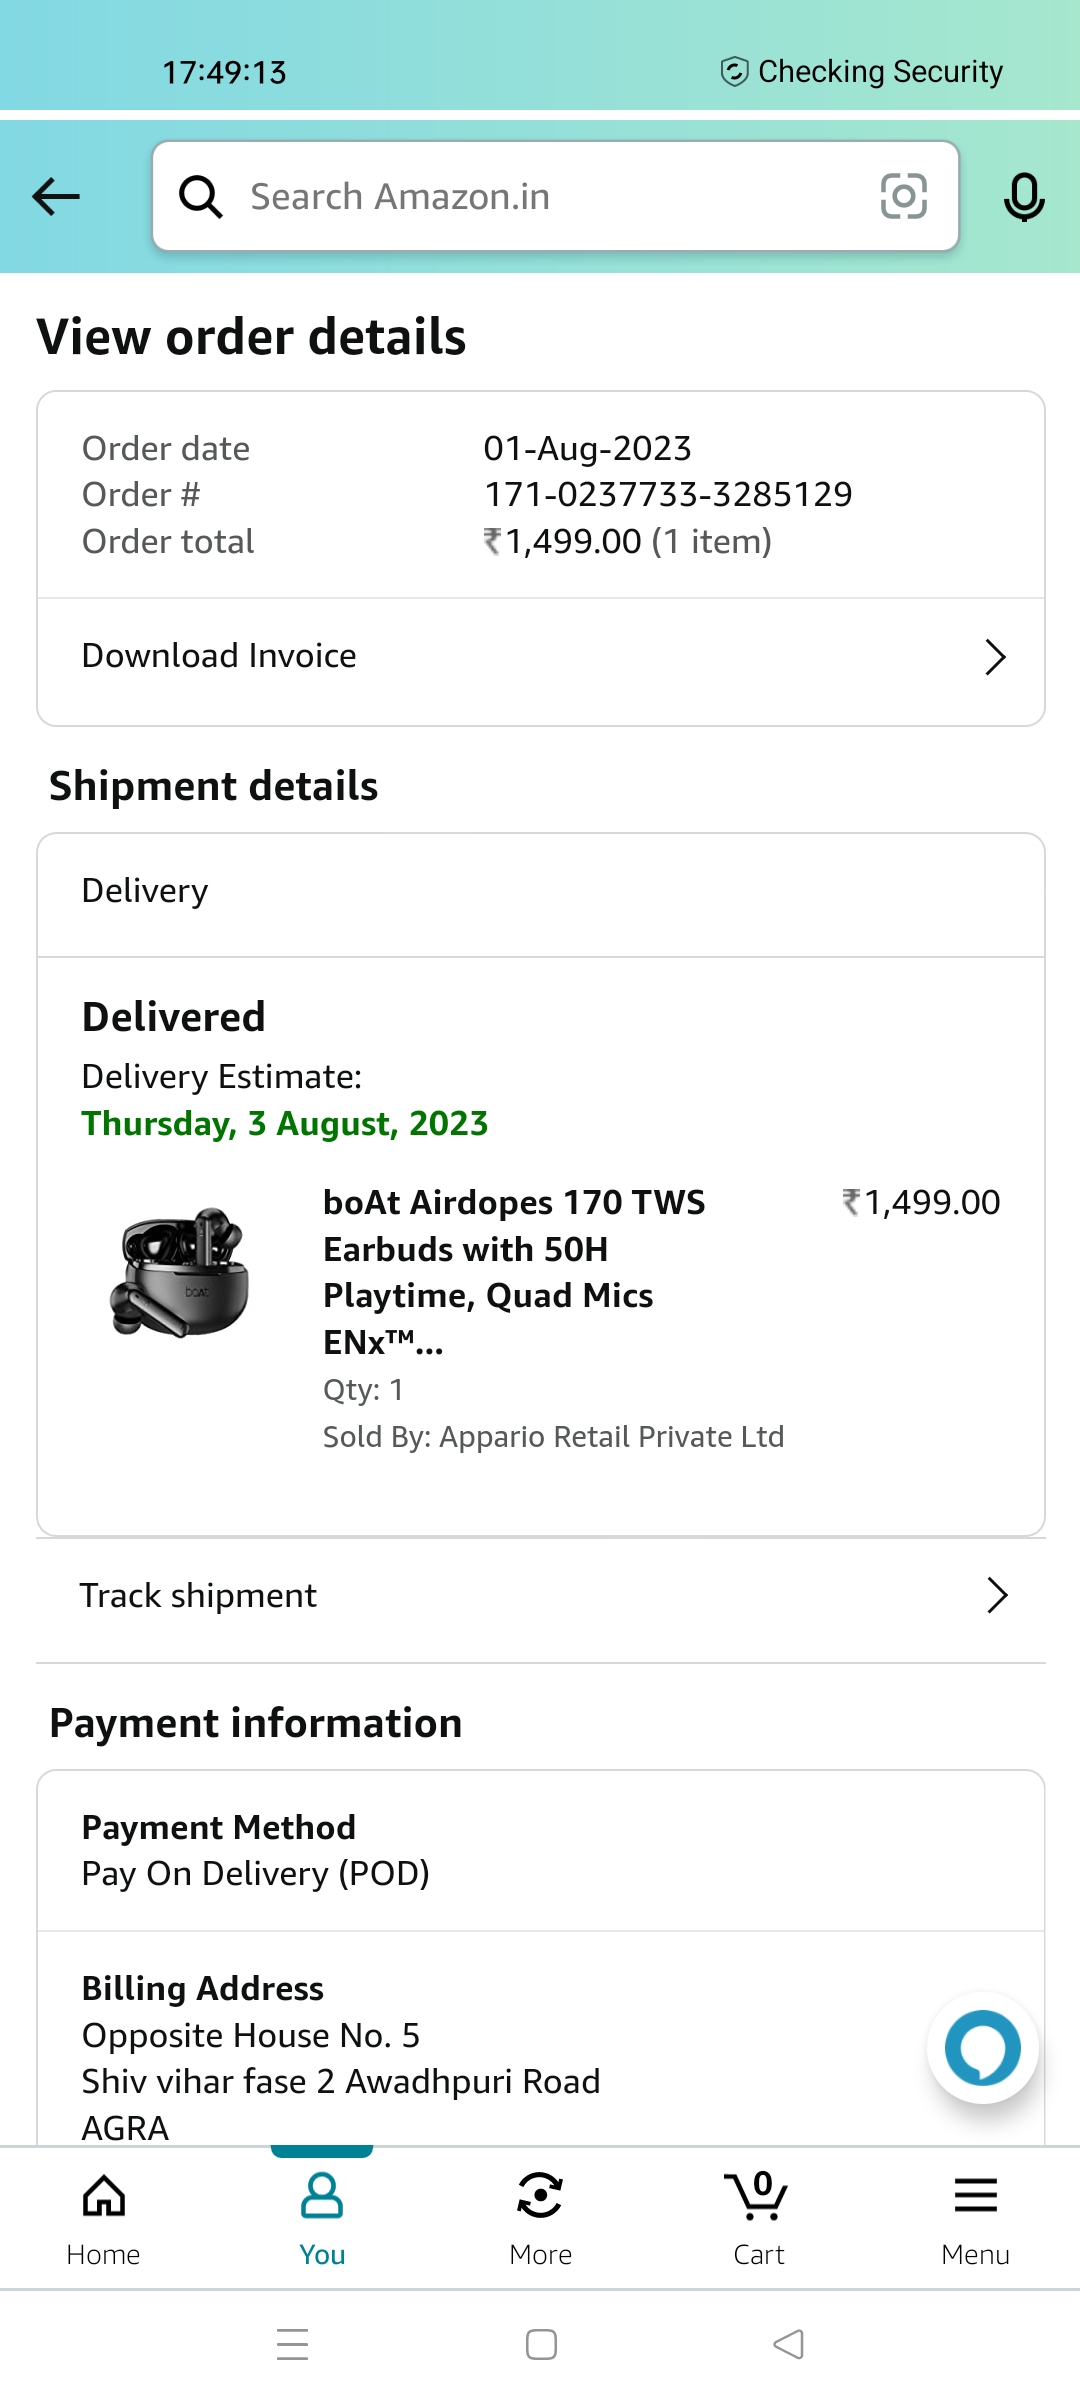 17:49:13
Checking Security
Search Amazon.in
View order details
Order date 01-Aug-2023
Order # 171-0237733-3285129
Order total ₹1,499.00 (1 item)
Download Invoice
Shipment details
Delivery
Delivered
Delivery Estimate:
Thursday, 3 August, 2023
boAt
boAt Airdopes 170 TWS ₹1,499.00
Earbuds with 50H
Playtime, Quad Mics
ENx™...
Qty: 1
Sold By: Appario Retail Private Ltd
Track shipment
Payment information
Payment Method
Pay On Delivery (POD)
Billing Address
Opposite House No. 5
Shiv vihar fase 2 Awadhpuri Road
AGRA
0
Home You More Cart Menu